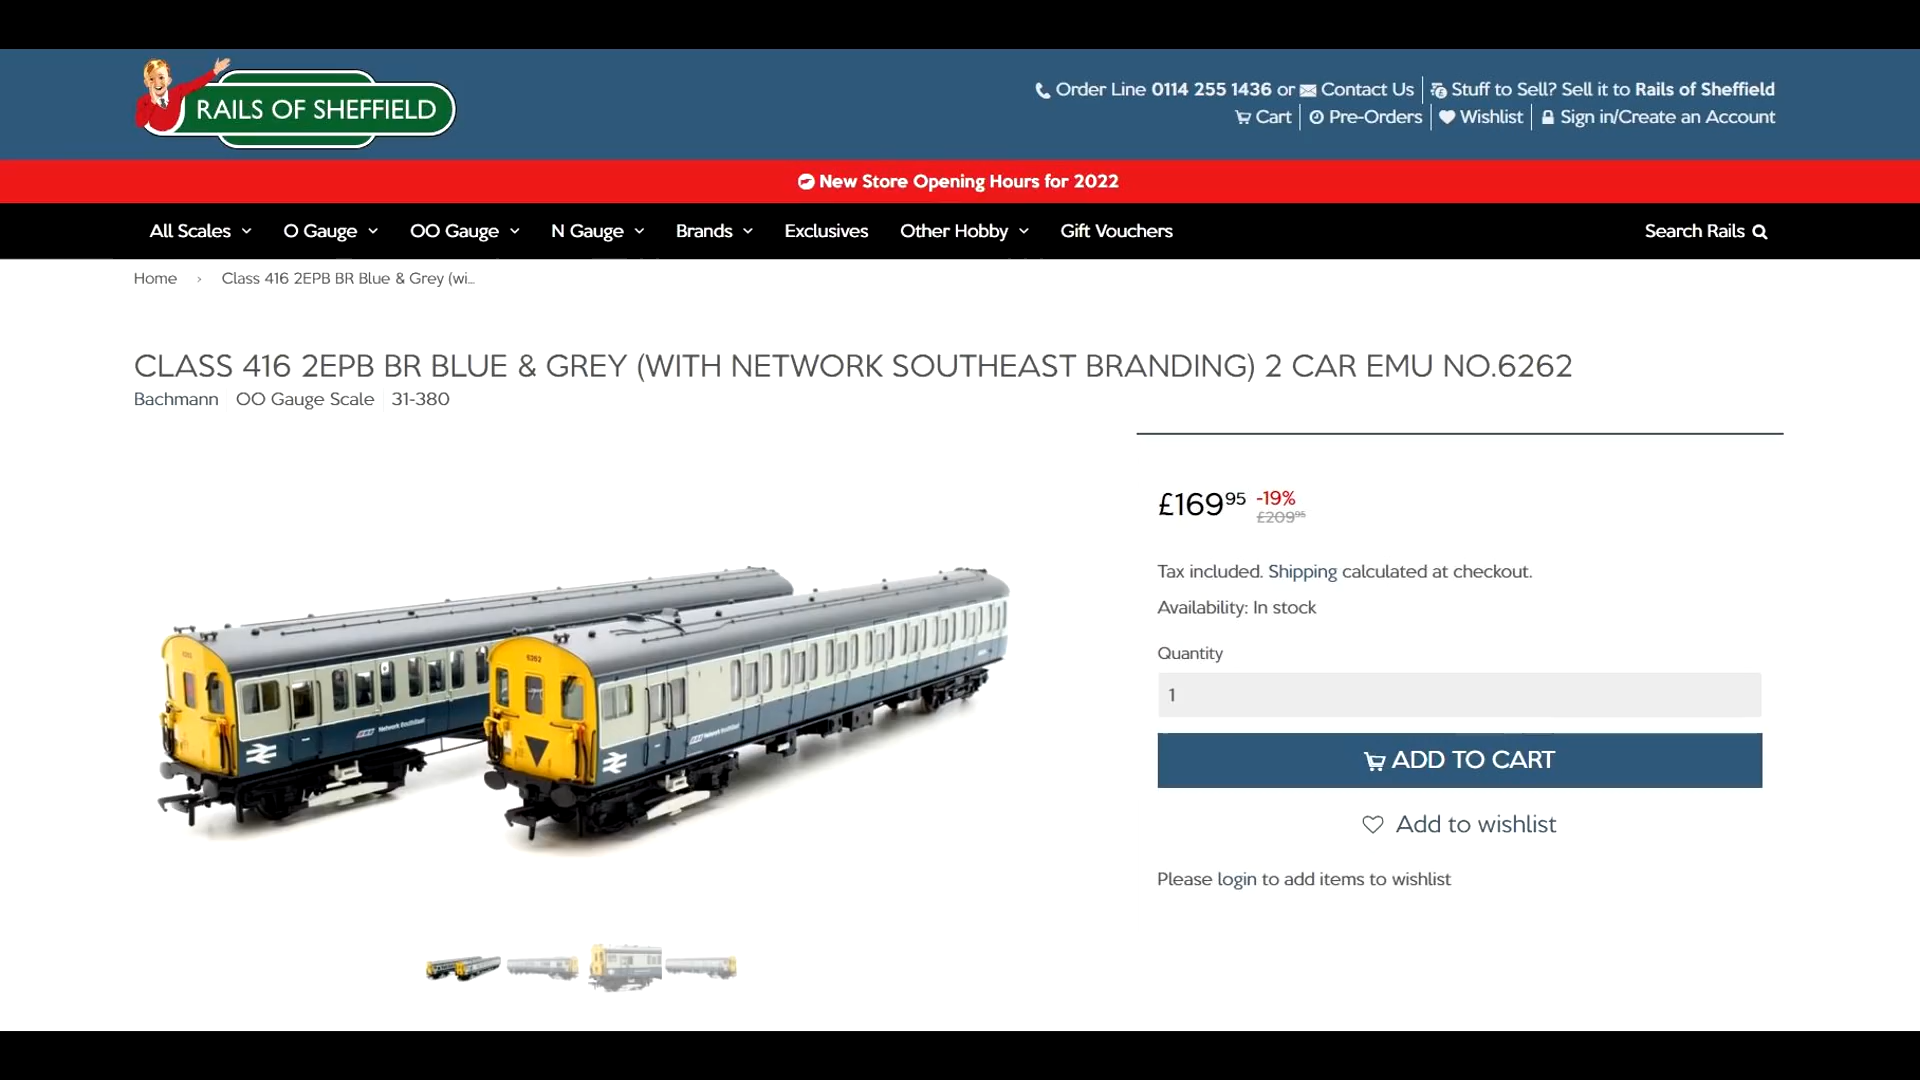 RAILS OF SHEFFIELD
Order Line 0114 255 1436 or Contact Us
Stuff to Sell? Sell it to Rails of Sheffield
Cart
Pre-Orders
Wishlist
Sign in/Create an Account
New Store Opening Hours for 2022
All Scales
O Gauge
OO Gauge
N Gauge
Brands
Exclusives
Other Hobby
Gift Vouchers
Search Rails
Home › Class 416 2EPB BR Blue & Grey (wi...
CLASS 416 2EPB BR BLUE & GREY (WITH NETWORK SOUTHEAST BRANDING) 2 CAR EMU NO.6262
Bachmann
OO Gauge Scale
31-380
£169 95
-19%
£209 95
Tax included. Shipping calculated at checkout.
Availability: In stock
Quantity
1
ADD TO CART
Add to wishlist
Please login to add items to wishlist
6262
Network SouthEast
Network SouthEast